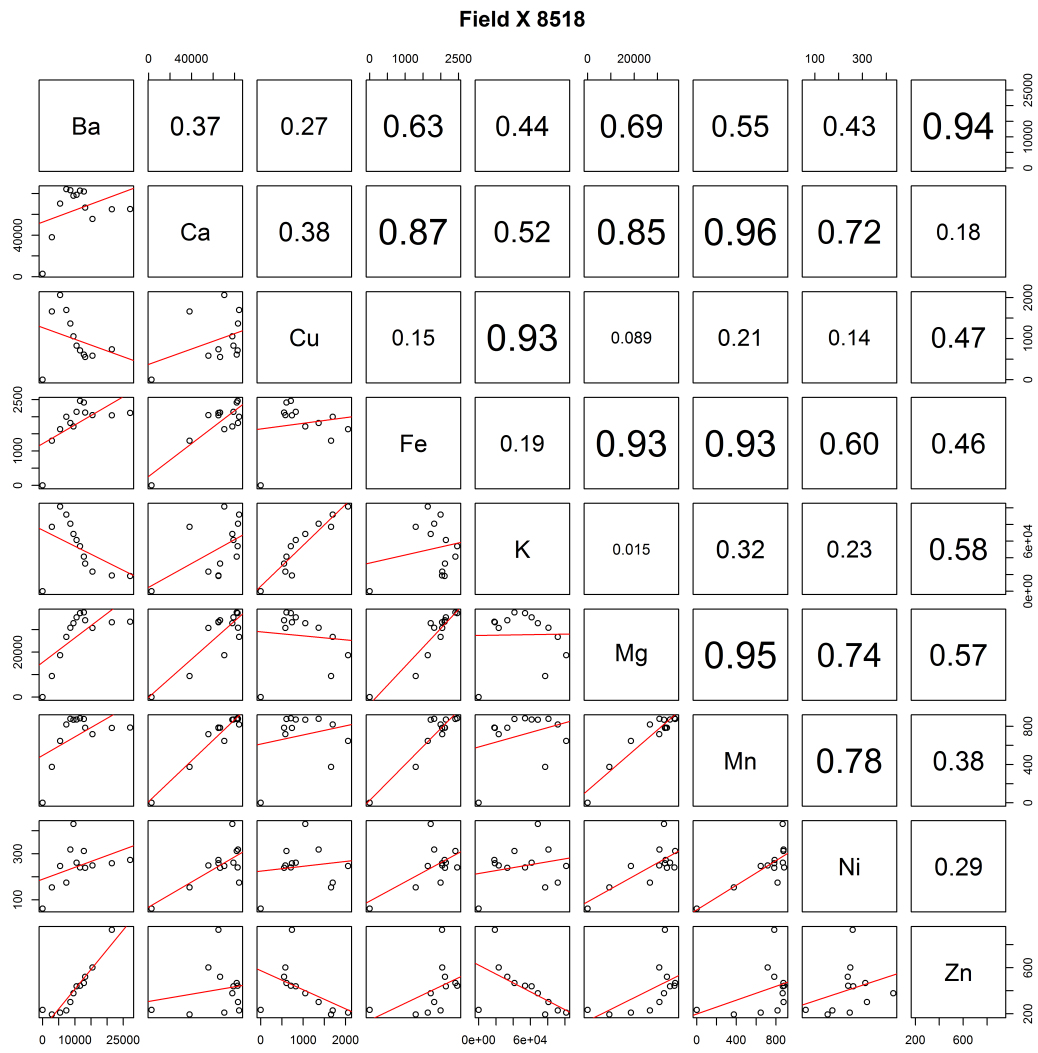 Field X 8518
0 40000 0 1000 2500 0 20000 100 300
Ba 0.37 0.27 0.63 0.44 0.69 0.55 0.43 0.94 0 10000 25000
0 40000 Ca 0.38 0.87 0.52 0.85 0.96 0.72 0.18
Cu 0.15 0.93 0.089 0.21 0.14 0.47 0 1000 2000
0 1000 2500 Fe 0.19 0.93 0.93 0.60 0.46
K 0.015 0.32 0.23 0.58 0e+00 6e+04
0 20000 Mg 0.95 0.74 0.57
Mn 0.78 0.38 0 400 800
100 300 Ni 0.29
Zn 200 600
0 10000 25000 0 1000 2000 0e+00 6e+04 0 400 800 200 600